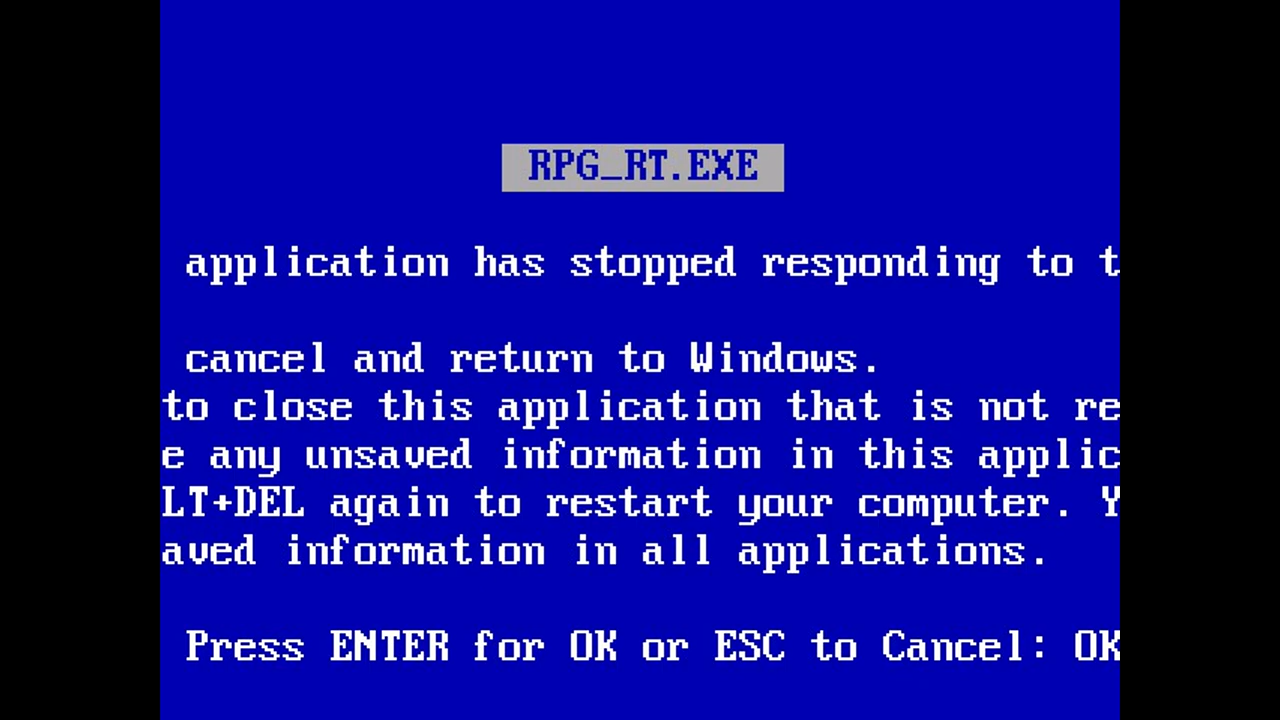 RPG_RT.EXE
application has stopped responding to t
cancel and return to Windows.
to close this application that is not re
e any unsaved information in this applic
LT+DEL again to restart your computer. Y
aved information in all applications.
Press ENTER for OK or ESC to Cancel: OK